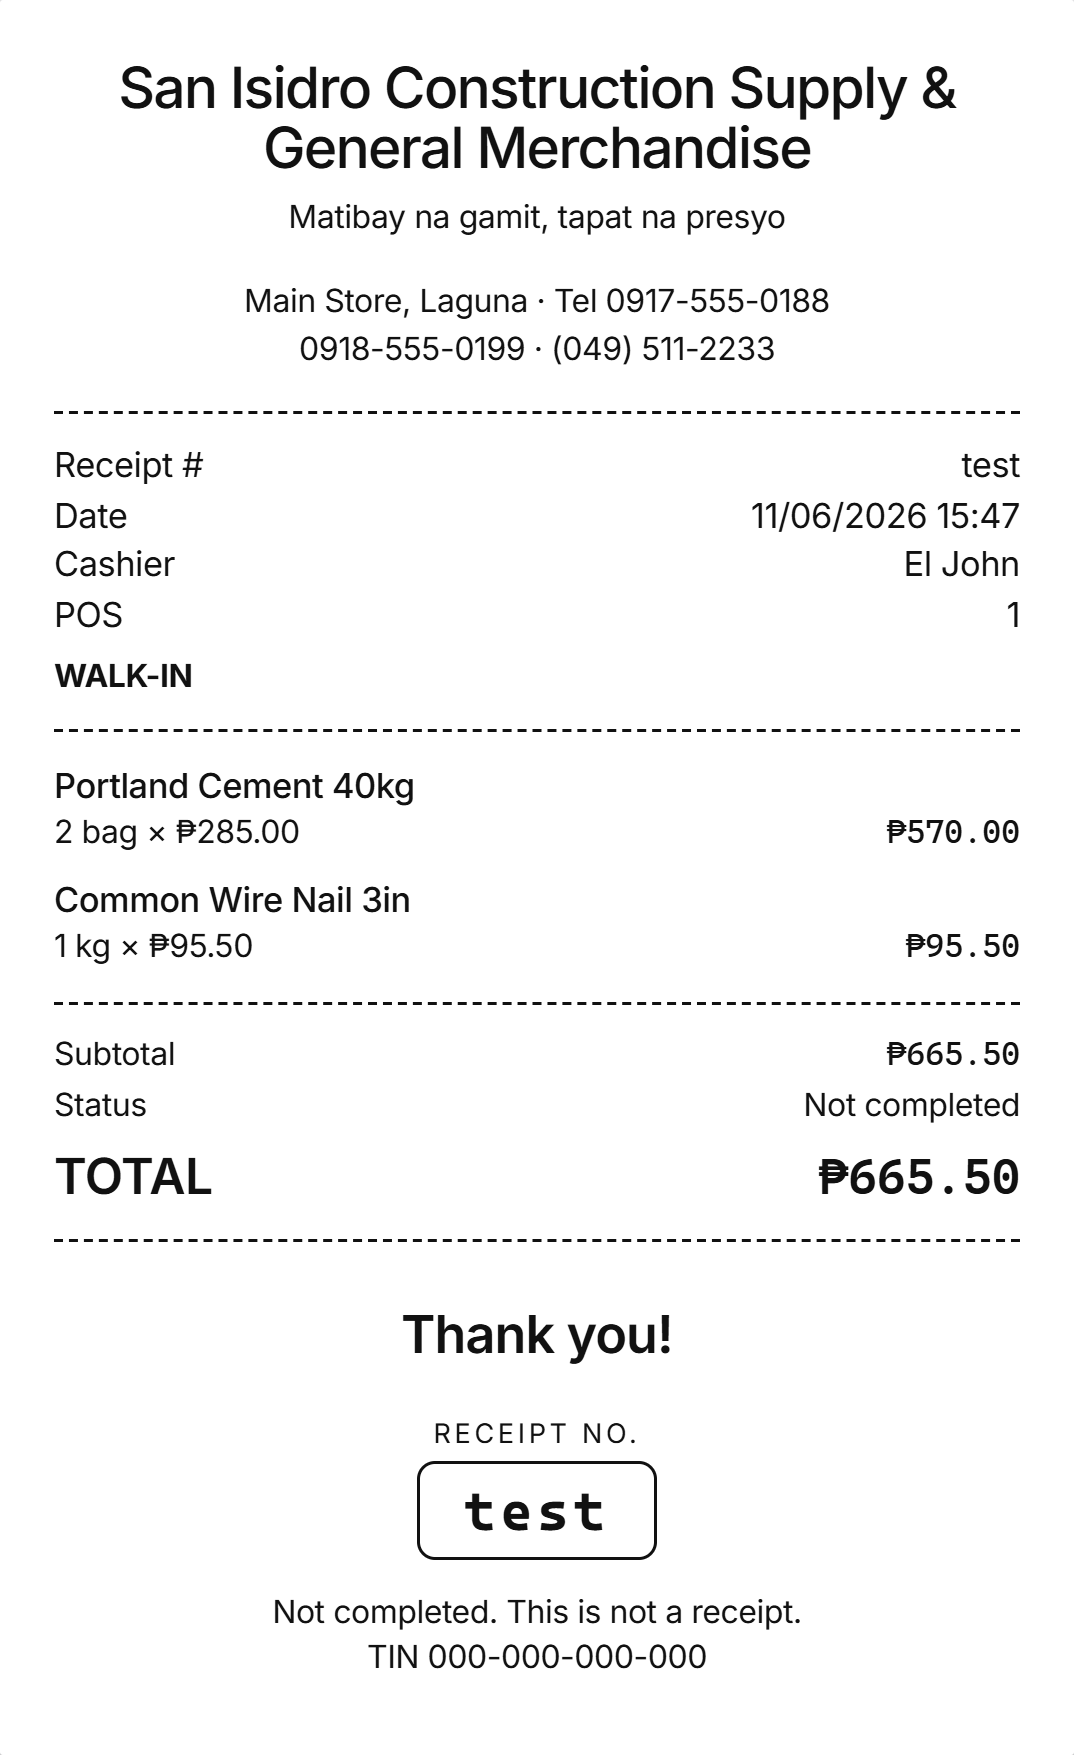 San Isidro Construction Supply &
General Merchandise
Matibay na gamit, tapat na presyo
Main Store, Laguna · Tel 0917-555-0188
0918-555-0199 · (049) 511-2233
Receipt # test
Date 11/06/2026 15:47
Cashier El John
POS 1
WALK-IN
Portland Cement 40kg
2 bag × ₱285.00 ₱570.00
Common Wire Nail 3in
1 kg × ₱95.50 ₱95.50
Subtotal ₱665.50
Status Not completed
TOTAL ₱665.50
Thank you!
RECEIPT NO.
test
Not completed. This is not a receipt.
TIN 000-000-000-000